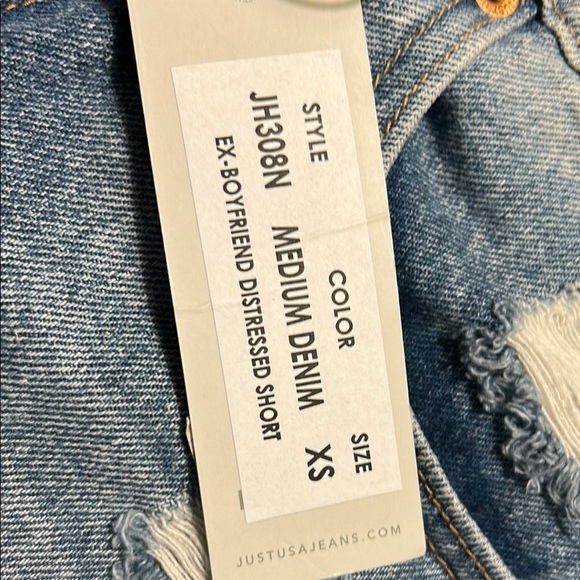 STYLE COLOR SIZE
JH308N MEDIUM DENIM XS
EX-BOYFRIEND DISTRESSED SHORT
JUSTUSAJEANS.COM